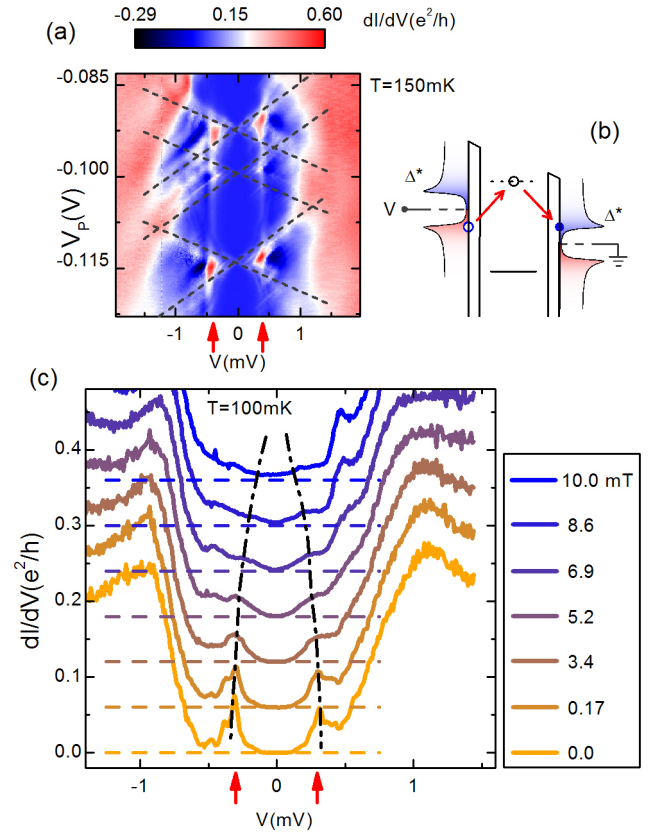 -0.29 0.15 0.60 dI/dV(e²/h)
(a)
T=150mK
-0.085
-0.100
-0.115
V_P(V)
-1 0 1
V(mV)
(b)
Δ*
V
Δ*
(c)
T=100mK
0.4
0.3
0.2
0.1
0.0
dI/dV(e²/h)
-1 0 1
V(mV)
10.0 mT
8.6
6.9
5.2
3.4
0.17
0.0